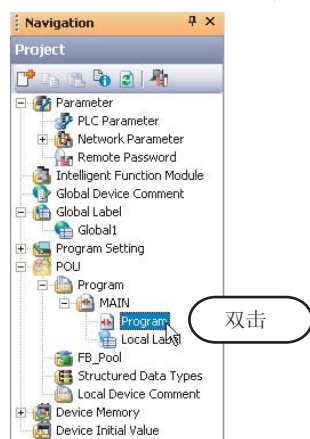 Navigation
Project
Parameter
PLC Parameter
Network Parameter
Remote Password
Intelligent Function Module
Global Device Comment
Global Label
Global1
Program Setting
POU
Program
MAIN
Program
双击
Local Label
FB_Pool
Structured Data Types
Local Device Comment
Device Memory
Device Initial Value